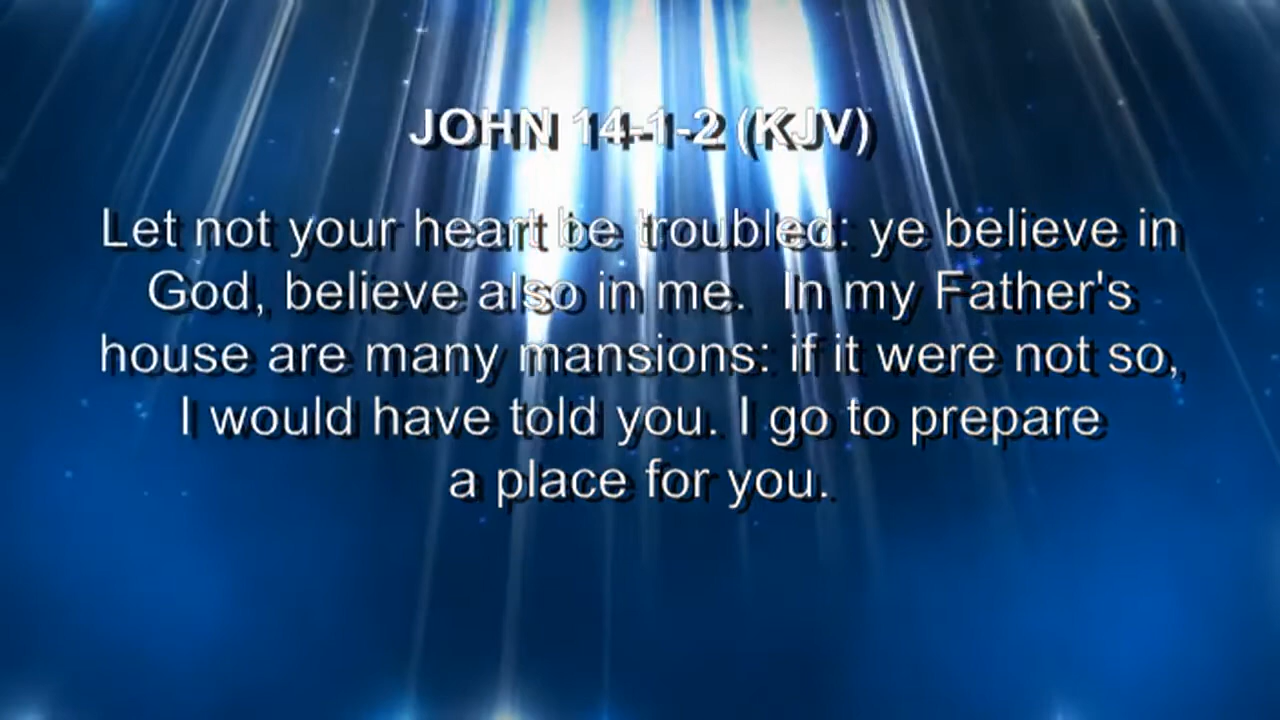 JOHN 14-1-2 (KJV)
Let not your heart be troubled: ye believe in
God, believe also in me.  In my Father's
house are many mansions: if it were not so,
I would have told you. I go to prepare
a place for you.